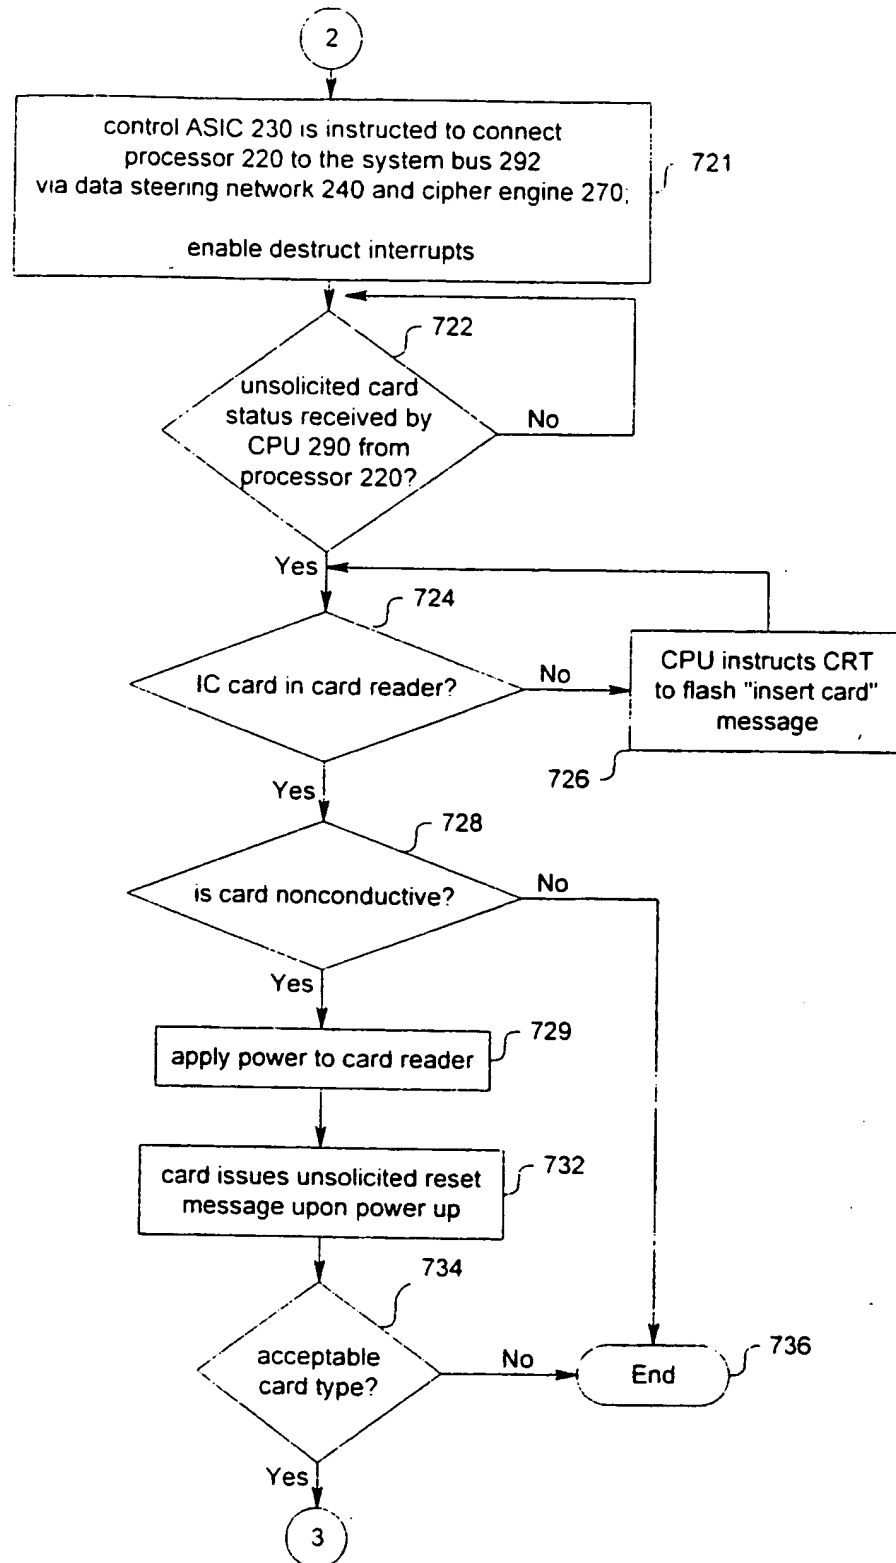 2
control ASIC 230 is instructed to connect
processor 220 to the system bus 292
via data steering network 240 and cipher engine 270;
enable destruct interrupts
721
722
unsolicited card
status received by
CPU 290 from
processor 220?
No
Yes
724
IC card in card reader?
No
CPU instructs CRT
to flash "insert card"
message
726
Yes
728
is card nonconductive?
No
Yes
729
apply power to card reader
732
card issues unsolicited reset
message upon power up
734
acceptable
card type?
No
End
736
Yes
3